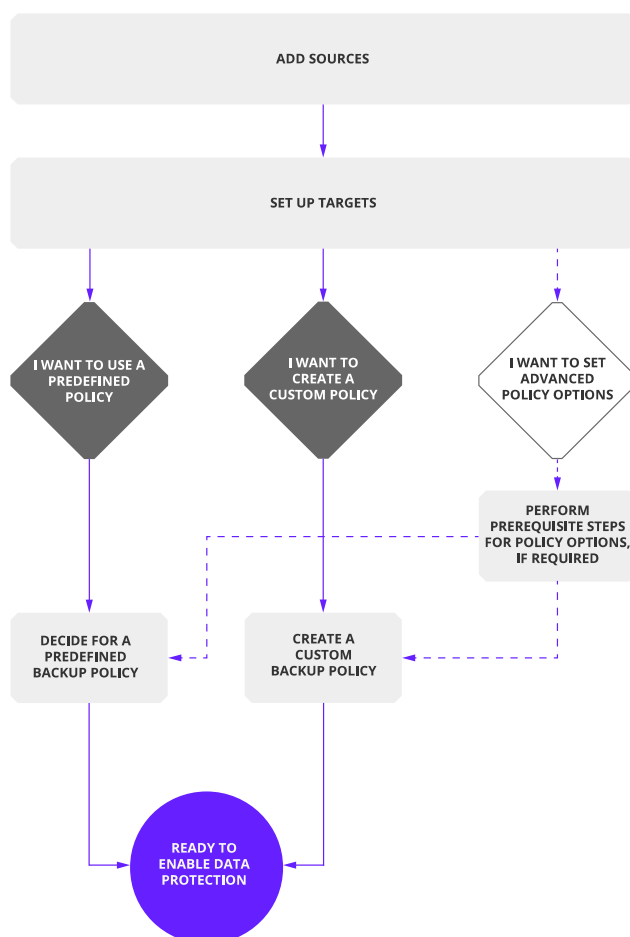 ADD SOURCES
SET UP TARGETS
I WANT TO USE A
PREDEFINED
POLICY
I WANT TO
CREATE A
CUSTOM POLICY
I WANT TO SET
ADVANCED
POLICY OPTIONS
PERFORM
PREREQUISITE STEPS
FOR POLICY OPTIONS,
IF REQUIRED
DECIDE FOR A
PREDEFINED
BACKUP POLICY
CREATE A
CUSTOM
BACKUP POLICY
READY TO
ENABLE DATA
PROTECTION